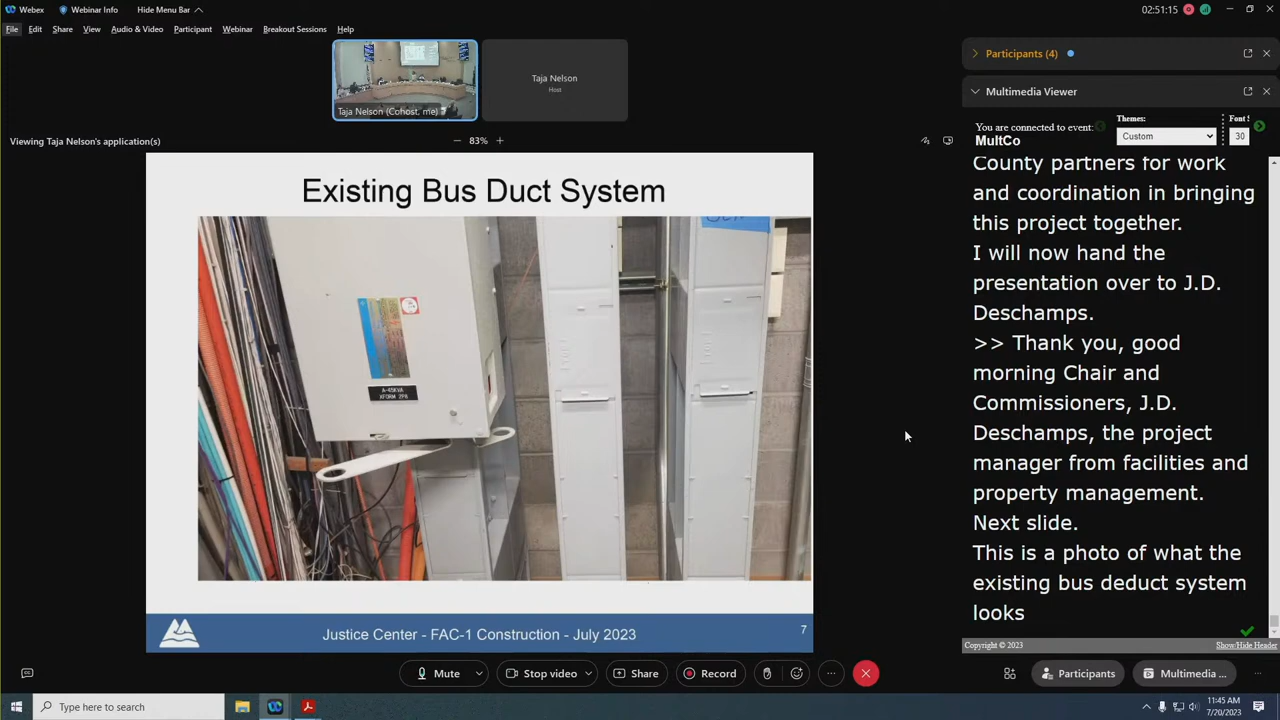 Webex
Webinar Info
Hide Menu Bar
02:51:15
File Edit Share View Audio & Video Participant Webinar Breakout Sessions Help
Taja Nelson (Cohost, me)
Taja Nelson
Host
Viewing Taja Nelson's application(s)
83%
Existing Bus Duct System
A-45KVA
XFORM 2P8
Justice Center - FAC-1 Construction - July 2023
7
Participants (4)
Multimedia Viewer
You are connected to event:
MultCo
Themes:
Custom
Font
30
County partners for work
and coordination in bringing
this project together.
I will now hand the
presentation over to J.D.
Deschamps.
>> Thank you, good
morning Chair and
Commissioners, J.D.
Deschamps, the project
manager from facilities and
property management.
Next slide.
This is a photo of what the
existing bus deduct system
looks
Copyright © 2023
Show/Hide Header
Mute
Stop video
Share
Record
Participants
Multimedia ...
Type here to search
11:45 AM
7/20/2023